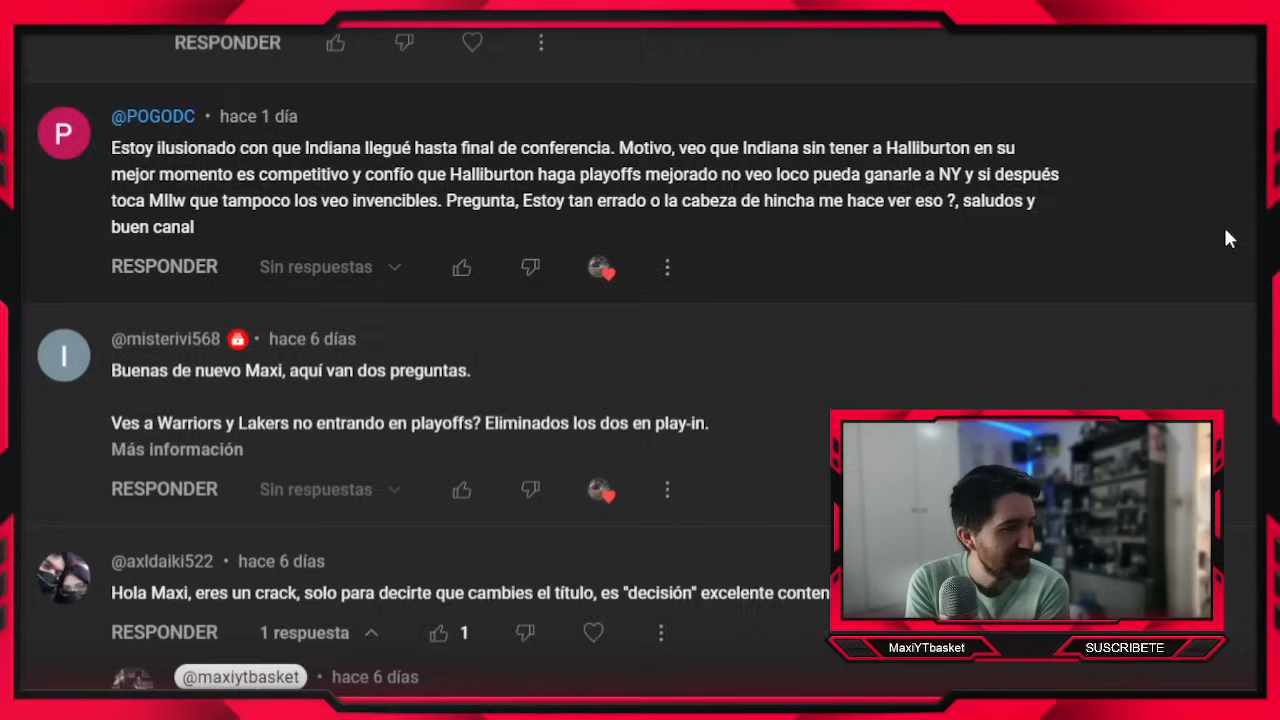 RESPONDER
P
@POGODC • hace 1 día
Estoy ilusionado con que Indiana llegué hasta final de conferencia. Motivo, veo que Indiana sin tener a Halliburton en su
mejor momento es competitivo y confío que Halliburton haga playoffs mejorado no veo loco pueda ganarle a NY y si después
toca MIlw que tampoco los veo invencibles. Pregunta, Estoy tan errado o la cabeza de hincha me hace ver eso ?, saludos y
buen canal
RESPONDER Sin respuestas
I
@misterivi568 • hace 6 días
Buenas de nuevo Maxi, aquí van dos preguntas.
Ves a Warriors y Lakers no entrando en playoffs? Eliminados los dos en play-in.
Más información
RESPONDER Sin respuestas
@axldaiki522 • hace 6 días
Hola Maxi, eres un crack, solo para decirte que cambies el título, es "decisión" excelente conten
RESPONDER 1 respuesta 1
@maxiytbasket • hace 6 días
MaxiYTbasket
SUSCRIBETE